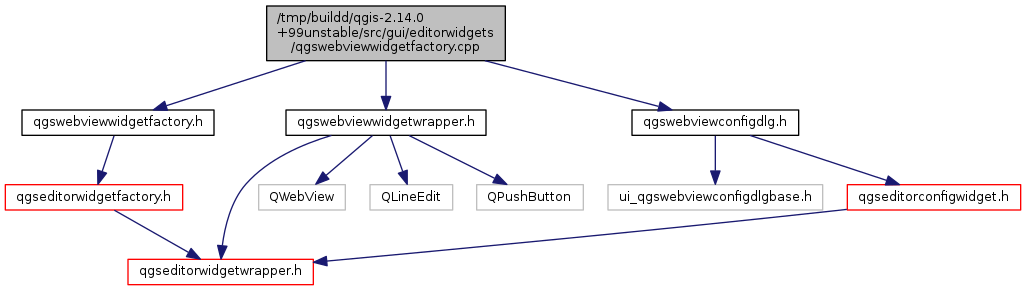 /tmp/buildd/qgis-2.14.0
+99unstable/src/gui/editorwidgets
/qgswebviewwidgetfactory.cpp
qgswebviewwidgetfactory.h
qgswebviewwidgetwrapper.h
qgswebviewconfigdlg.h
qgseditorwidgetfactory.h
QWebView
QLineEdit
QPushButton
ui_qgswebviewconfigdlgbase.h
qgseditorconfigwidget.h
qgseditorwidgetwrapper.h